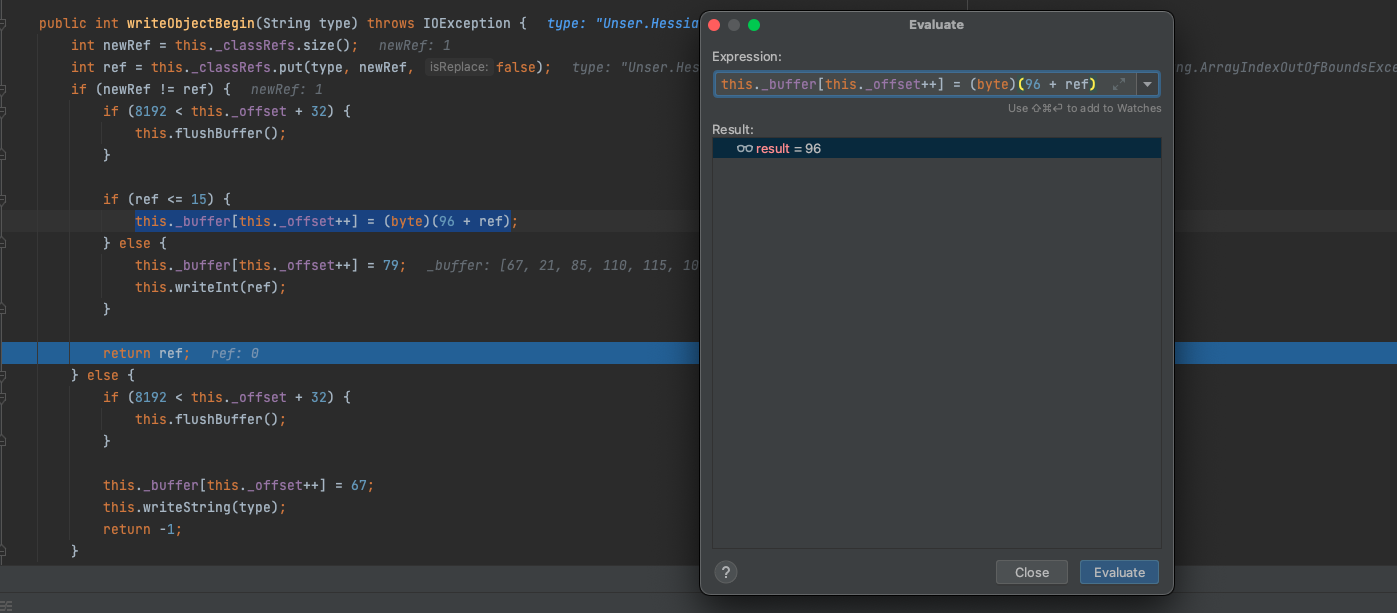 public int writeObjectBegin(String type) throws IOException {   type: "Unser.Hessia
int newRef = this._classRefs.size();   newRef: 1
int ref = this._classRefs.put(type, newRef, isReplace: false);   type: "Unser.Hes
ng.ArrayIndexOutOfBoundsExce
if (newRef != ref) {   newRef: 1
if (8192 < this._offset + 32) {
this.flushBuffer();
}
if (ref <= 15) {
this._buffer[this._offset++] = (byte)(96 + ref);
} else {
this._buffer[this._offset++] = 79;   _buffer: [67, 21, 85, 110, 115, 10
this.writeInt(ref);
}
return ref;   ref: 0
} else {
if (8192 < this._offset + 32) {
this.flushBuffer();
}
this._buffer[this._offset++] = 67;
this.writeString(type);
return -1;
}
Evaluate
Expression:
this._buffer[this._offset++] = (byte)(96 + ref)
Use ⇧⌘⏎ to add to Watches
Result:
result = 96
?
Close
Evaluate